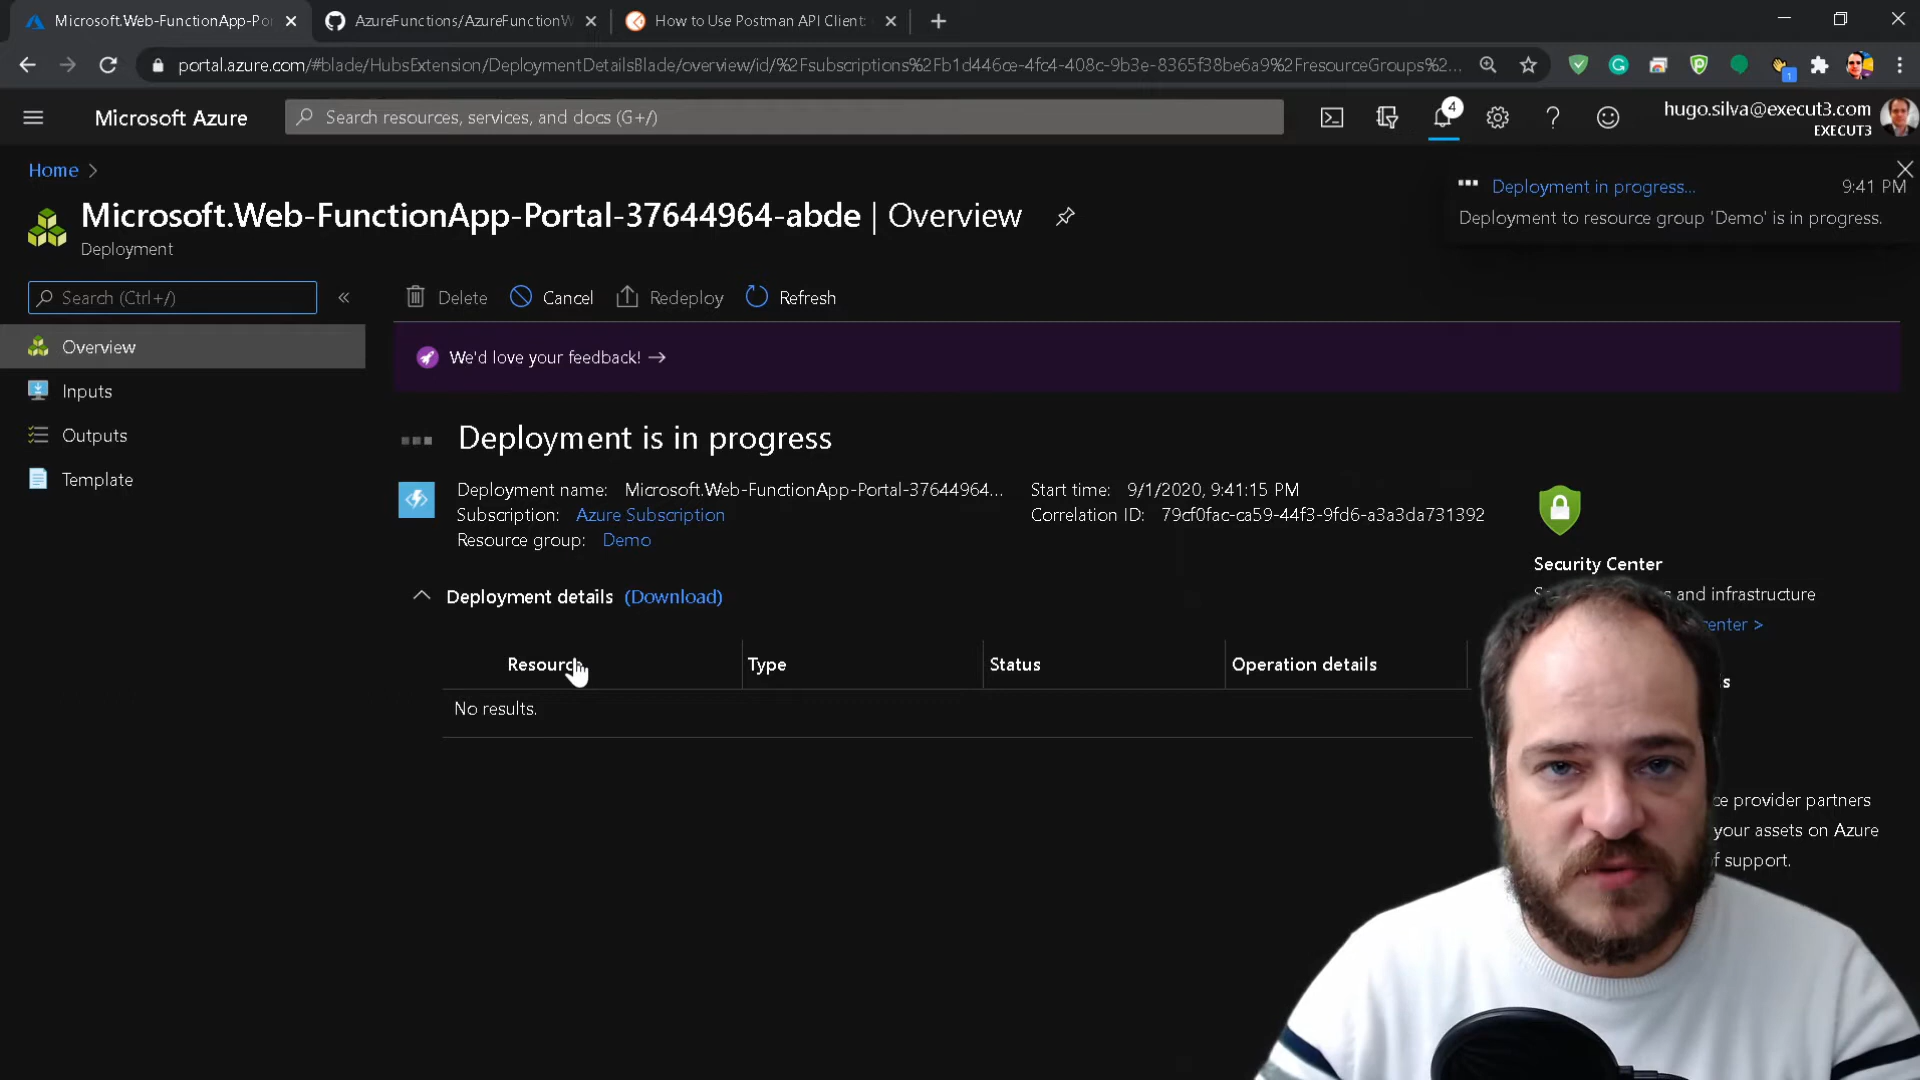 Microsoft.Web-FunctionApp-Po
AzureFunctions/AzureFunctionW
How to Use Postman API Client:
portal.azure.com/#blade/HubsExtension/DeploymentDetailsBlade/overview/id/%2Fsubscriptions%2Fb1d446ce-4fc4-408c-9b3e-8365f38be6a9%2FresourceGroups%2...
1
Microsoft Azure
Search resources, services, and docs (G+/)
4
hugo.silva@execut3.com
EXECUT3
Home >
Deployment in progress...
9:41 PM
Deployment to resource group 'Demo' is in progress.
Microsoft.Web-FunctionApp-Portal-37644964-abde | Overview
Deployment
Search (Ctrl+/)
«
Delete
Cancel
Redeploy
Refresh
Overview
Inputs
Outputs
Template
We'd love your feedback! →
Deployment is in progress
Deployment name: Microsoft.Web-FunctionApp-Portal-37644964...
Subscription: Azure Subscription
Resource group: Demo
Start time: 9/1/2020, 9:41:15 PM
Correlation ID: 79cf0fac-ca59-44f3-9fd6-a3a3da731392
Deployment details (Download)
Resource
Type
Status
Operation details
No results.
Security Center
and infrastructure
center >
provider partners
your assets on Azure
of support.